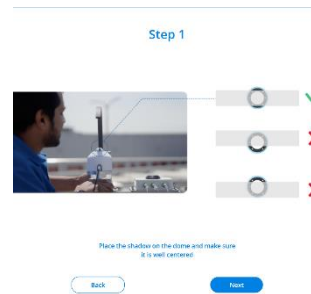 Step 1
Place the shadow on the dome and make sure
it is well centered
Back
Next